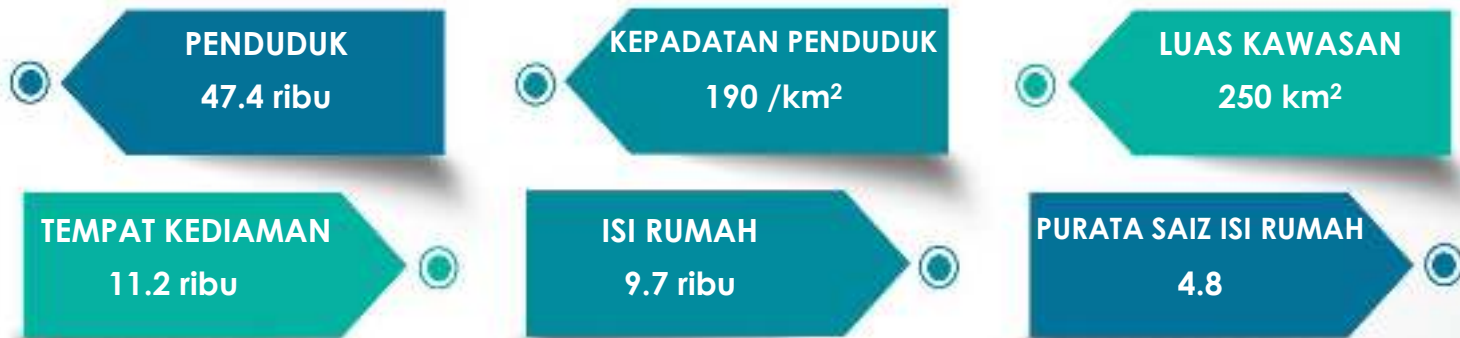 PENDUDUK
47.4 ribu
KEPADATAN PENDUDUK
190 /km²
LUAS KAWASAN
250 km²
TEMPAT KEDIAMAN
11.2 ribu
ISI RUMAH
9.7 ribu
PURATA SAIZ ISI RUMAH
4.8